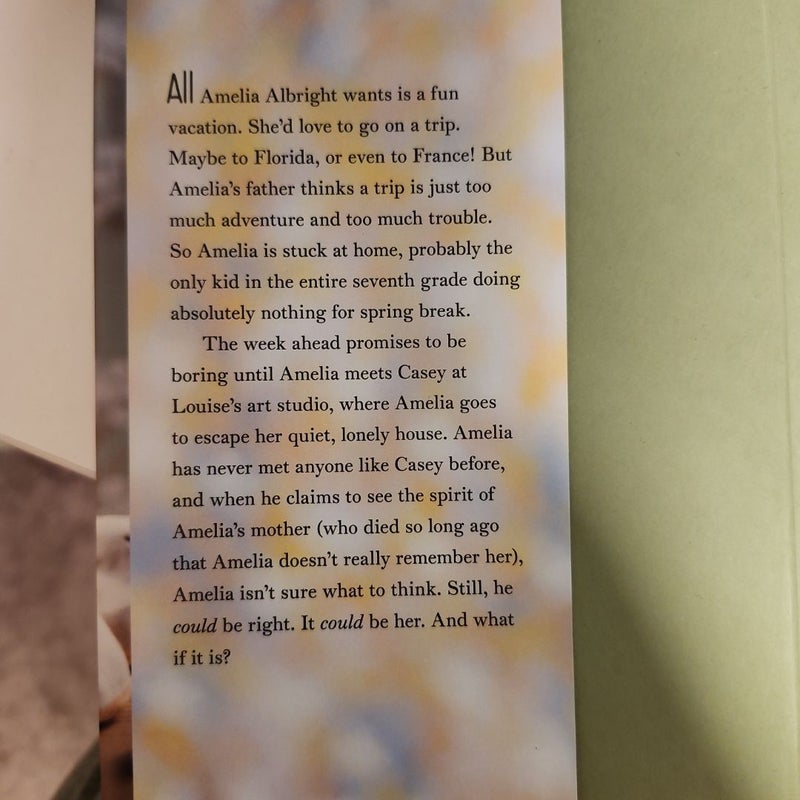 All Amelia Albright wants is a fun
vacation. She'd love to go on a trip.
Maybe to Florida, or even to France! But
Amelia's father thinks a trip is just too
much adventure and too much trouble.
So Amelia is stuck at home, probably the
only kid in the entire seventh grade doing
absolutely nothing for spring break.
The week ahead promises to be
boring until Amelia meets Casey at
Louise's art studio, where Amelia goes
to escape her quiet, lonely house. Amelia
has never met anyone like Casey before,
and when he claims to see the spirit of
Amelia's mother (who died so long ago
that Amelia doesn't really remember her),
Amelia isn't sure what to think. Still, he
could be right. It could be her. And what
if it is?